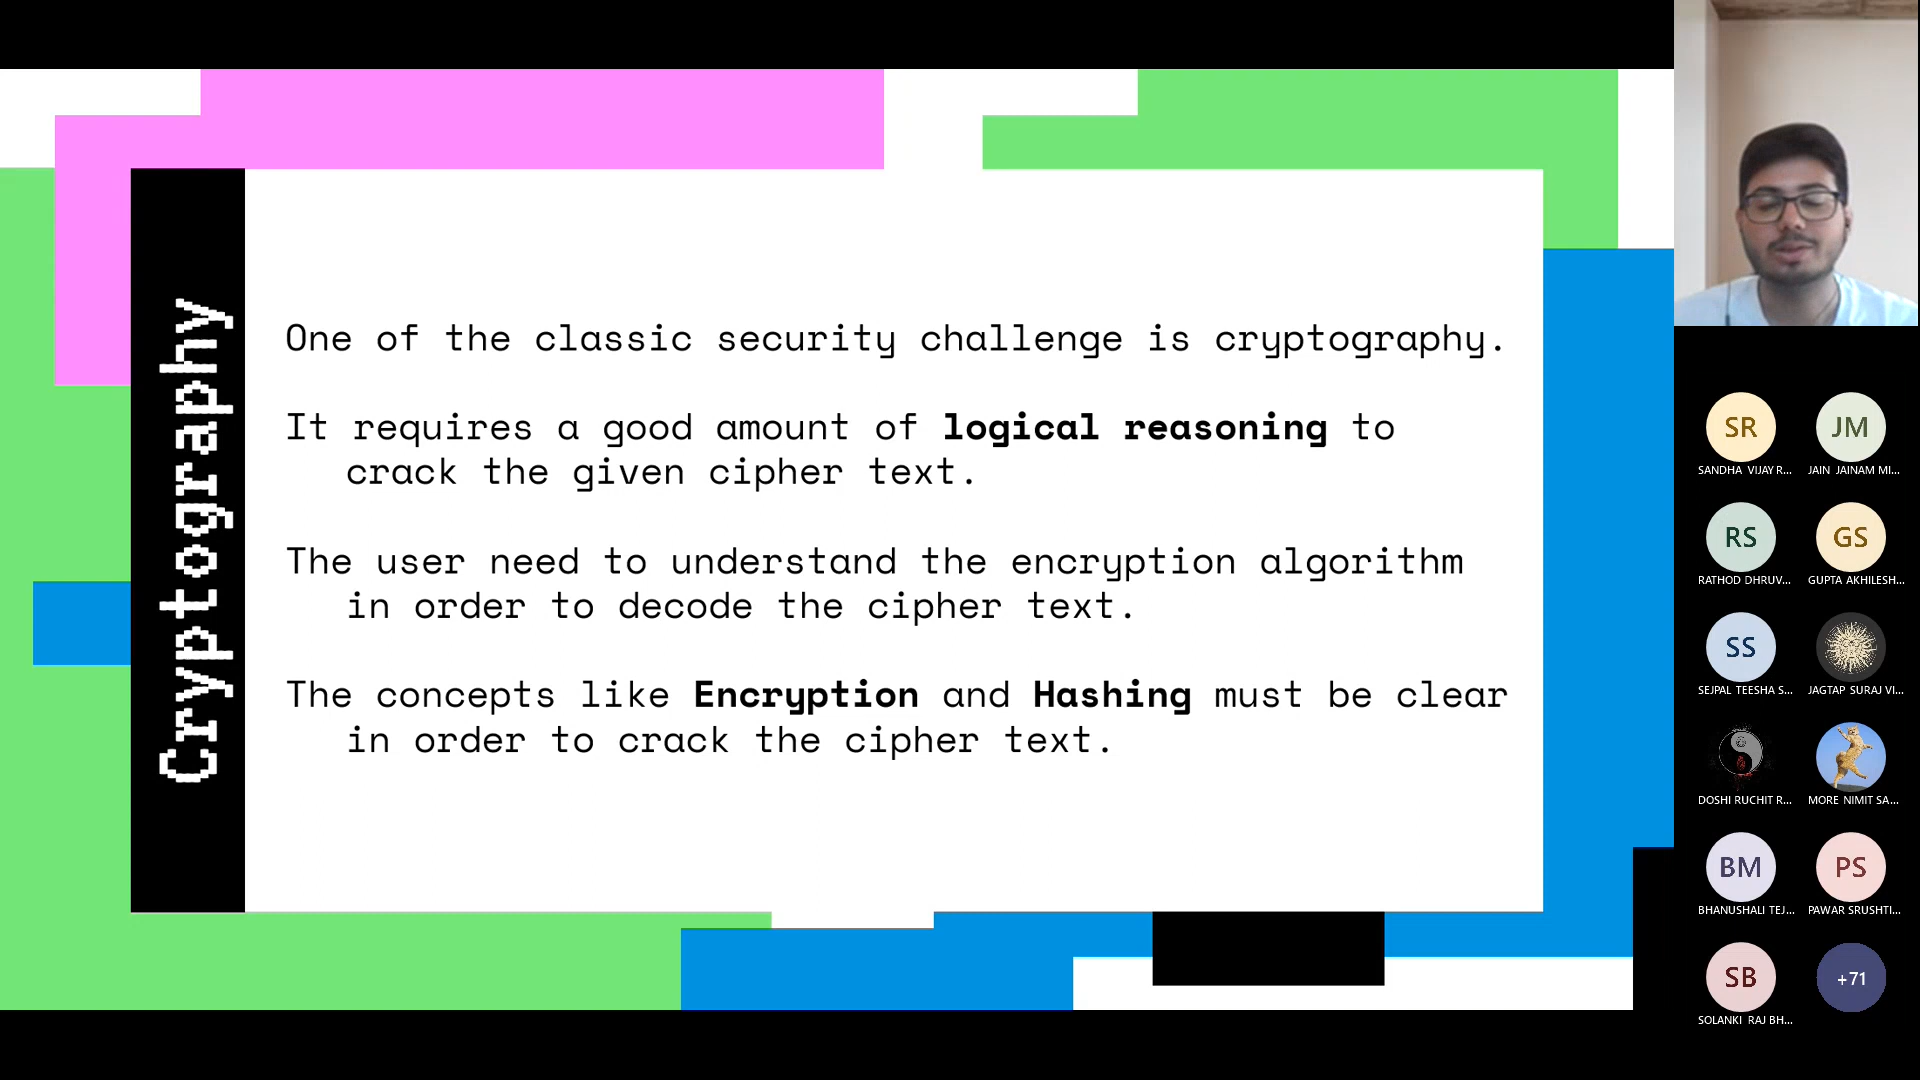 Cryptography
One of the classic security challenge is cryptography.
It requires a good amount of logical reasoning to
crack the given cipher text.
The user need to understand the encryption algorithm
in order to decode the cipher text.
The concepts like Encryption and Hashing must be clear
in order to crack the cipher text.
SR
JM
SANDHA VIJAY R...
JAIN JAINAM MI...
RS
GS
RATHOD DHRUV...
GUPTA AKHILESH...
SS
SEJPAL TEESHA S...
JAGTAP SURAJ VI...
DOSHI RUCHIT R...
MORE NIMIT SA...
BM
PS
BHANUSHALI TEJ...
PAWAR SRUSHTI...
SB
+71
SOLANKI RAJ BH...